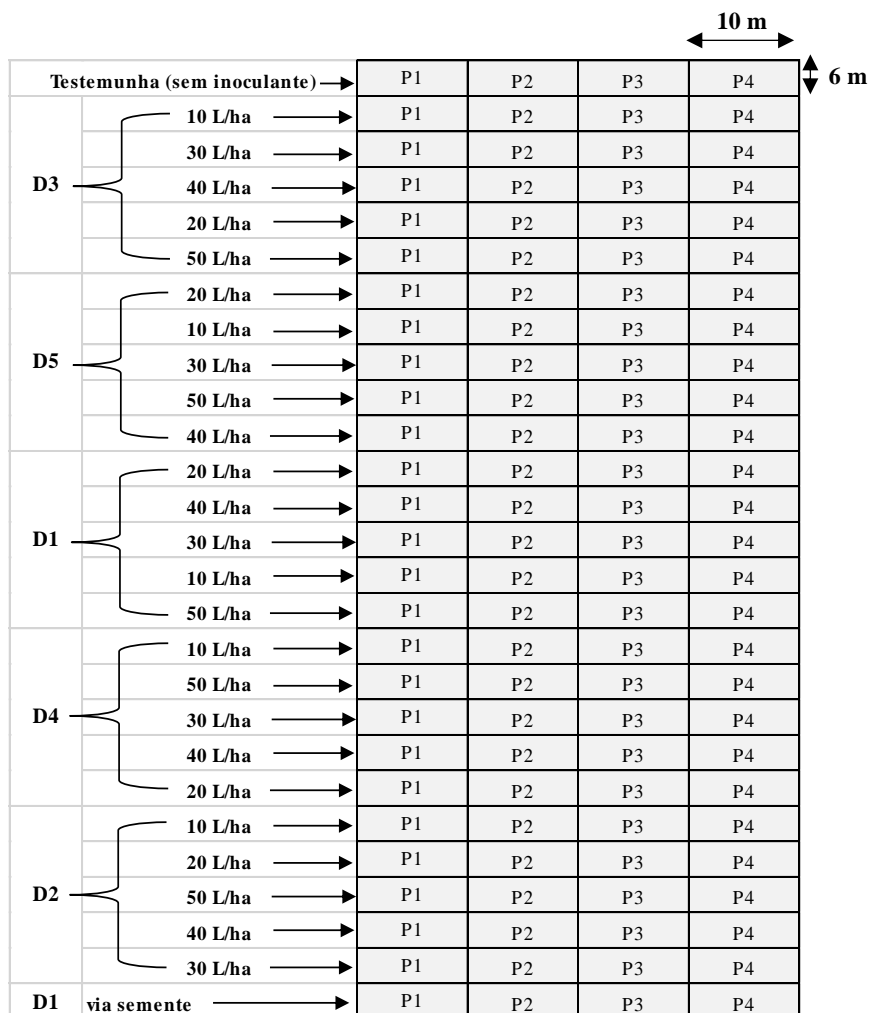 10 m
Testemunha (sem inoculante) P1 P2 P3 P4 6 m
10 L/ha P1 P2 P3 P4
30 L/ha P1 P2 P3 P4
D3 40 L/ha P1 P2 P3 P4
20 L/ha P1 P2 P3 P4
50 L/ha P1 P2 P3 P4
20 L/ha P1 P2 P3 P4
10 L/ha P1 P2 P3 P4
D5 30 L/ha P1 P2 P3 P4
50 L/ha P1 P2 P3 P4
40 L/ha P1 P2 P3 P4
20 L/ha P1 P2 P3 P4
40 L/ha P1 P2 P3 P4
D1 30 L/ha P1 P2 P3 P4
10 L/ha P1 P2 P3 P4
50 L/ha P1 P2 P3 P4
10 L/ha P1 P2 P3 P4
50 L/ha P1 P2 P3 P4
D4 30 L/ha P1 P2 P3 P4
40 L/ha P1 P2 P3 P4
20 L/ha P1 P2 P3 P4
10 L/ha P1 P2 P3 P4
20 L/ha P1 P2 P3 P4
D2 50 L/ha P1 P2 P3 P4
40 L/ha P1 P2 P3 P4
30 L/ha P1 P2 P3 P4
D1 via semente P1 P2 P3 P4